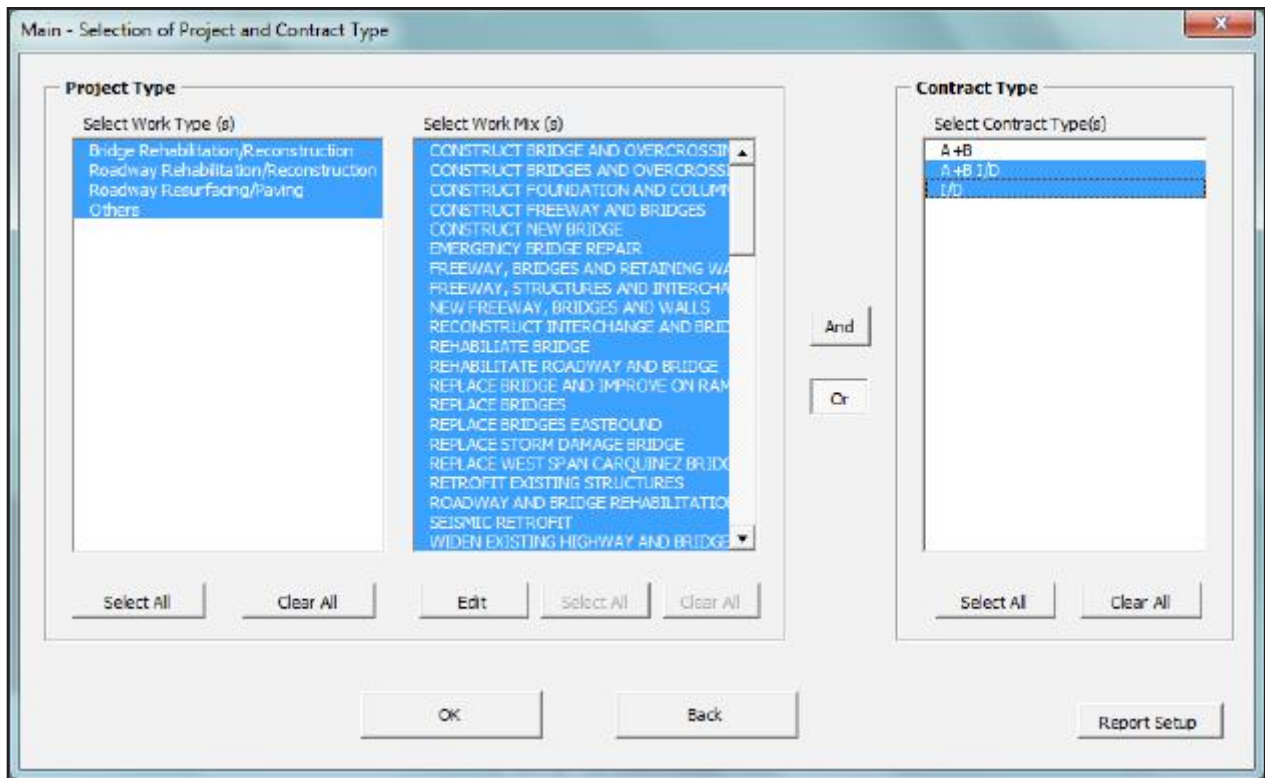 Main - Selection of Project and Contract Type
Project Type
Select Work Type (s)
Bridge Rehabilitation/Reconstruction
Roadway Rehabilitation/Reconstruction
Roadway Resurfacing/Paving
Others
Select All
Clear All
Select Work Mix (s)
CONSTRUCT BRIDGE AND OVERCROSSIN
CONSTRUCT BRIDGES AND OVERCROSSI
CONSTRUCT FOUNDATION AND COLUMN
CONSTRUCT FREEWAY AND BRIDGES
CONSTRUCT NEW BRIDGE
EMERGENCY BRIDGE REPAIR
FREEWAY, BRIDGES AND RETAINING WA
FREEWAY, STRUCTURES AND INTERCHA
NEW FREEWAY, BRIDGES AND WALLS
RECONSTRUCT INTERCHANGE AND BRID
REHABILIATE BRIDGE
REHABILITATE ROADWAY AND BRIDGE
REPLACE BRIDGE AND IMPROVE ON RAM
REPLACE BRIDGES
REPLACE BRIDGES EASTBOUND
REPLACE STORM DAMAGE BRIDGE
REPLACE WEST SPAN CARQUINEZ BRIDG
RETROFIT EXISTING STRUCTURES
ROADWAY AND BRIDGE REHABILITATIO
SEISMIC RETROFIT
WIDEN EXISTING HIGHWAY AND BRIDGE
Edit
Select All
Clear All
And
Or
Contract Type
Select Contract Type(s)
A+B
A+B I/D
I/D
Select All
Clear All
OK
Back
Report Setup